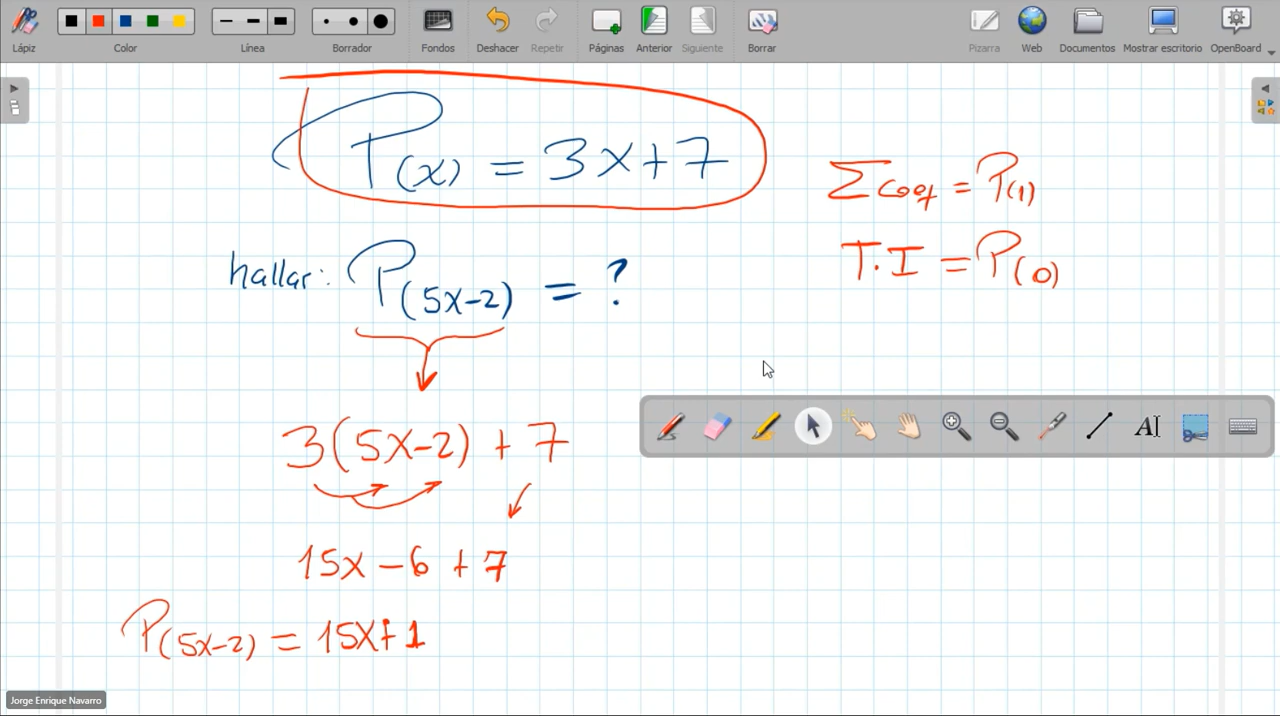 Lápiz
Color
Línea
Borrador
Fondos
Deshacer
Repetir
Páginas
Anterior
Siguiente
Borrar
Pizarra
Web
Documentos
Mostrar escritorio
OpenBoard
P(x) = 3x+7
∑coef = P(1)
T.I = P(0)
hallar: P(5x-2) = ?
3(5x-2) + 7
AI
15x - 6 + 7
P(5x-2) = 15x+1
Jorge Enrique Navarro